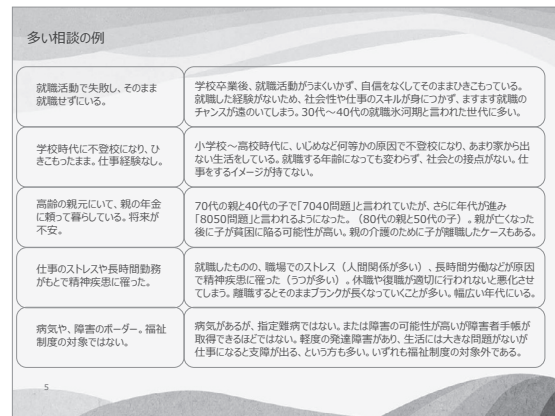 多い相談の例
就職活動で失敗し、そのまま
就職せずにいる。
学校卒業後、就職活動がうまくいかず、自信をなくしてそのままひきこもっている。
就職した経験がないため、社会性や仕事のスキルが身につかず、ますます就職の
チャンスが遠のいてしまう。30代～40代の就職氷河期と言われた世代に多い。
学校時代に不登校になり、ひ
きこもったまま。仕事経験なし。
小学校～高校時代に、いじめなど何等かの原因で不登校になり、あまり家から出
ない生活をしている。就職する年齢になっても変わらず、社会との接点がない。仕
事をするイメージが持てない。
高齢の親元にいて、親の年金
に頼って暮らしている。将来が
不安。
70代の親と40代の子で「7040問題」と言われていたが、さらに年代が進み
「8050問題」と言われるようになった。（80代の親と50代の子）。親が亡くなった
後に子が貧困に陥る可能性が高い。親の介護のために子が離職したケースもある。
仕事のストレスや長時間勤務
がもとで精神疾患に罹った。
就職したものの、職場でのストレス（人間関係が多い）、長時間労働などが原因
で精神疾患に罹った（うつが多い）。休職や復職が適切に行われないと悪化させ
てしまう。離職するとそのままブランクが長くなっていくことが多い。幅広い年代にいる。
病気や、障害のボーダー。福祉
制度の対象ではない。
病気があるが、指定難病ではない。または障害の可能性が高いが障害者手帳が
取得できるほどではない。軽度の発達障害があり、生活には大きな問題がないが
仕事になると支障が出る、という方も多い。いずれも福祉制度の対象外である。
5